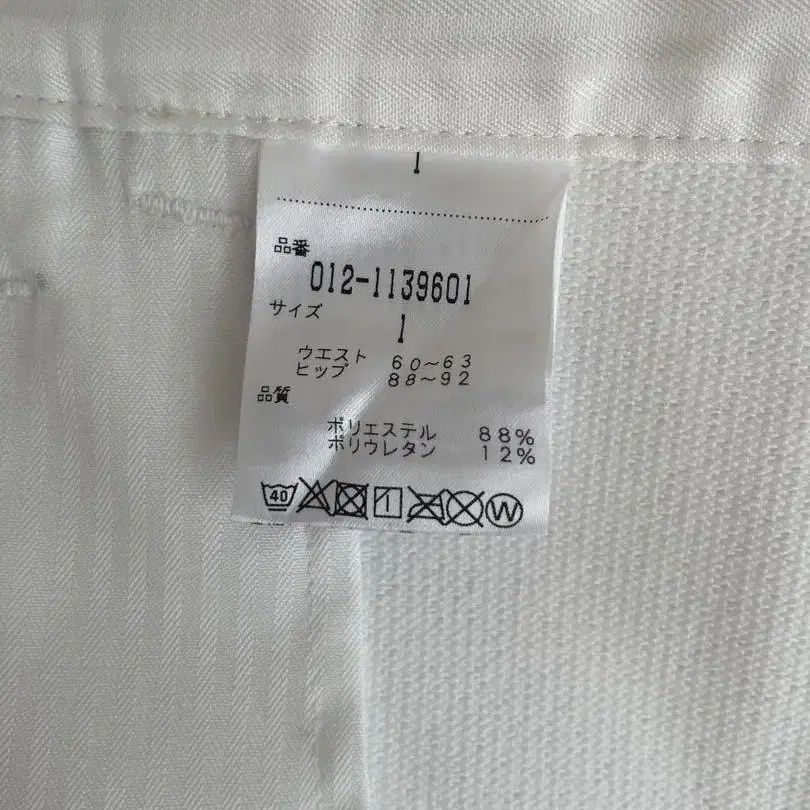 1
品番
012-1139601
サイズ
1
ウエスト 60~63
ヒップ 88~92
品質
ポリエステル 88%
ポリウレタン 12%
40 W